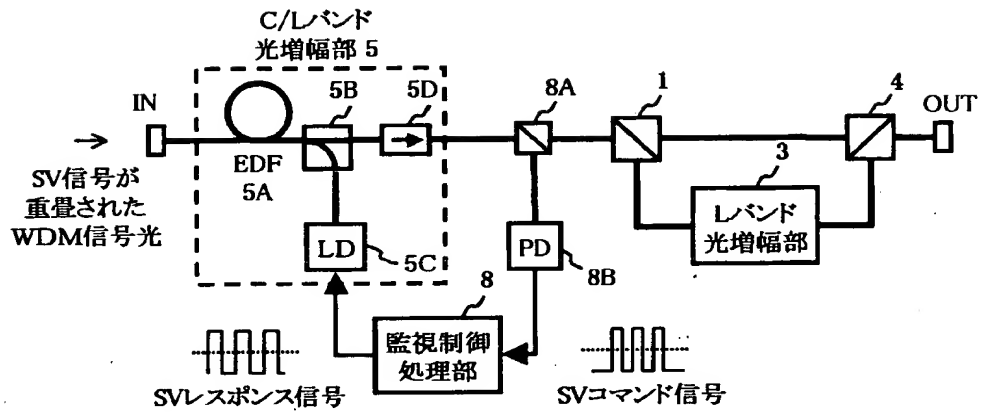 C/Lバンド
光増幅部 5
IN
5B
5D
8A
1
4
OUT
→
EDF
5A
SV信号が
重畳された
WDM信号光
3
Lバンド
光増幅部
LD
5C
PD
8B
8
監視制御
処理部
SVレスポンス信号
SVコマンド信号